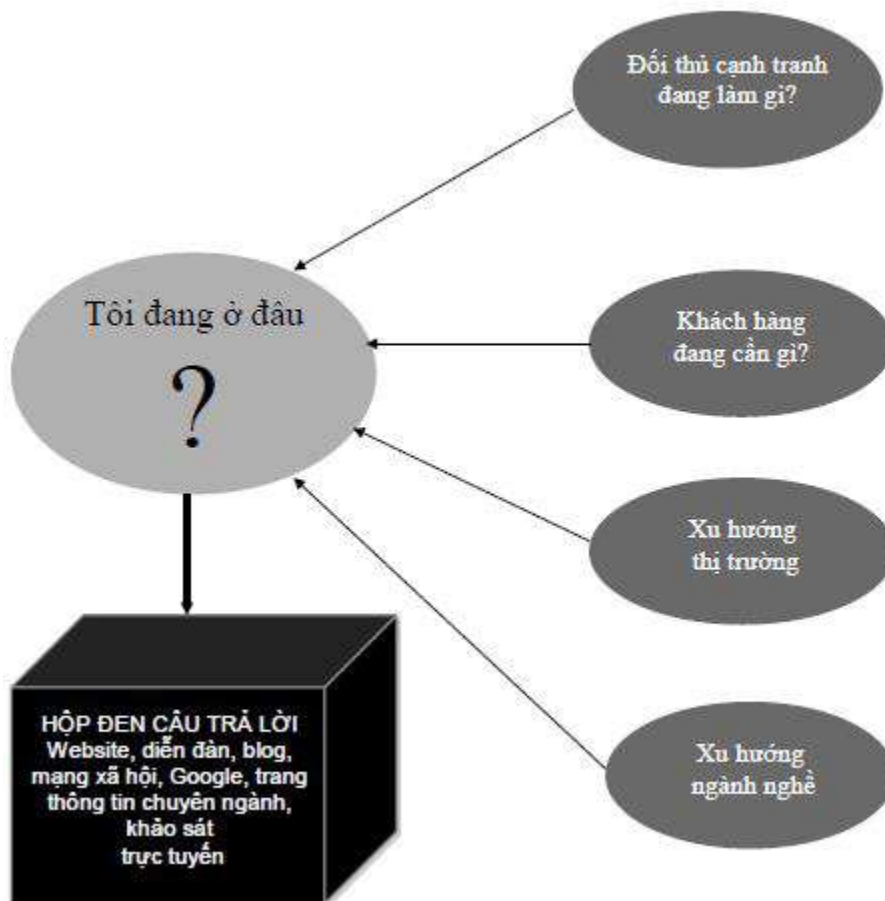 Đối thủ cạnh tranh
đang làm gì?
Tôi đang ở đâu
?
Khách hàng
đang cần gì?
Xu hướng
thị trường
Xu hướng
ngành nghề
HỘP ĐEN CÂU TRẢ LỜI
Website, diễn đàn, blog,
mạng xã hội, Google, trang
thông tin chuyên ngành,
khảo sát
trực tuyến